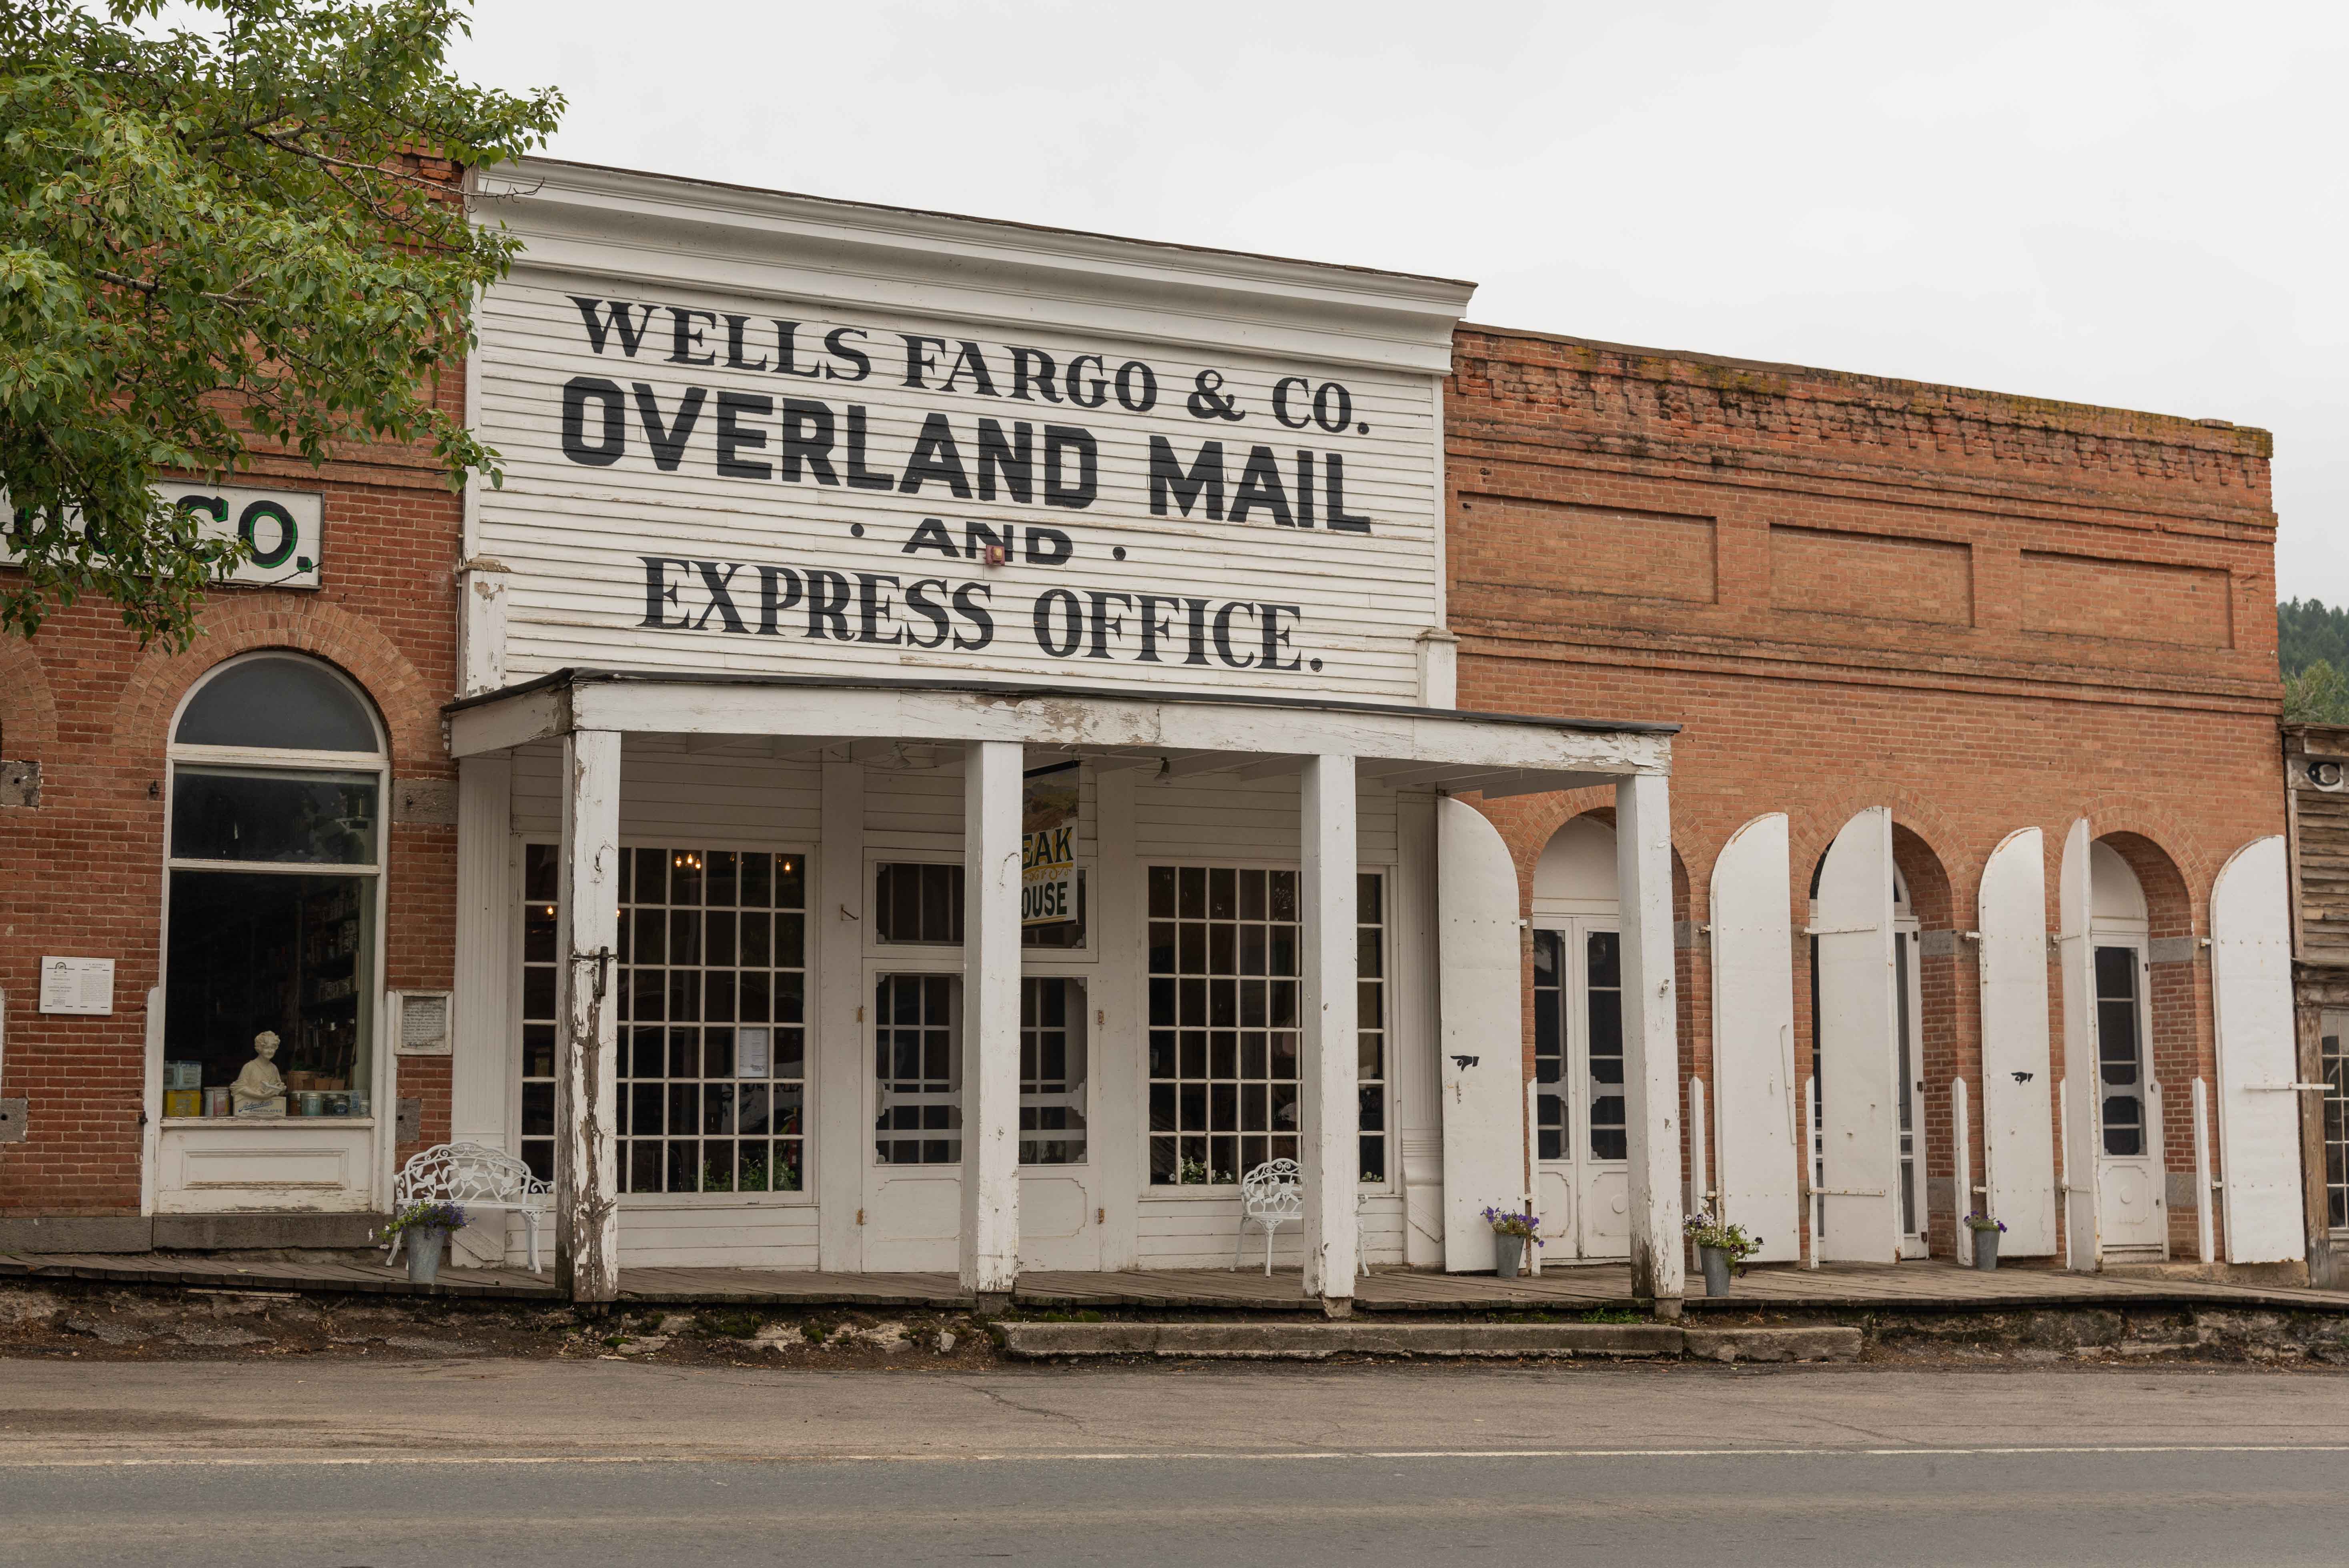 WELLS FARGO & CO.
OVERLAND MAIL
• AND •
EXPRESS OFFICE.
CO.
EAK
OUSE